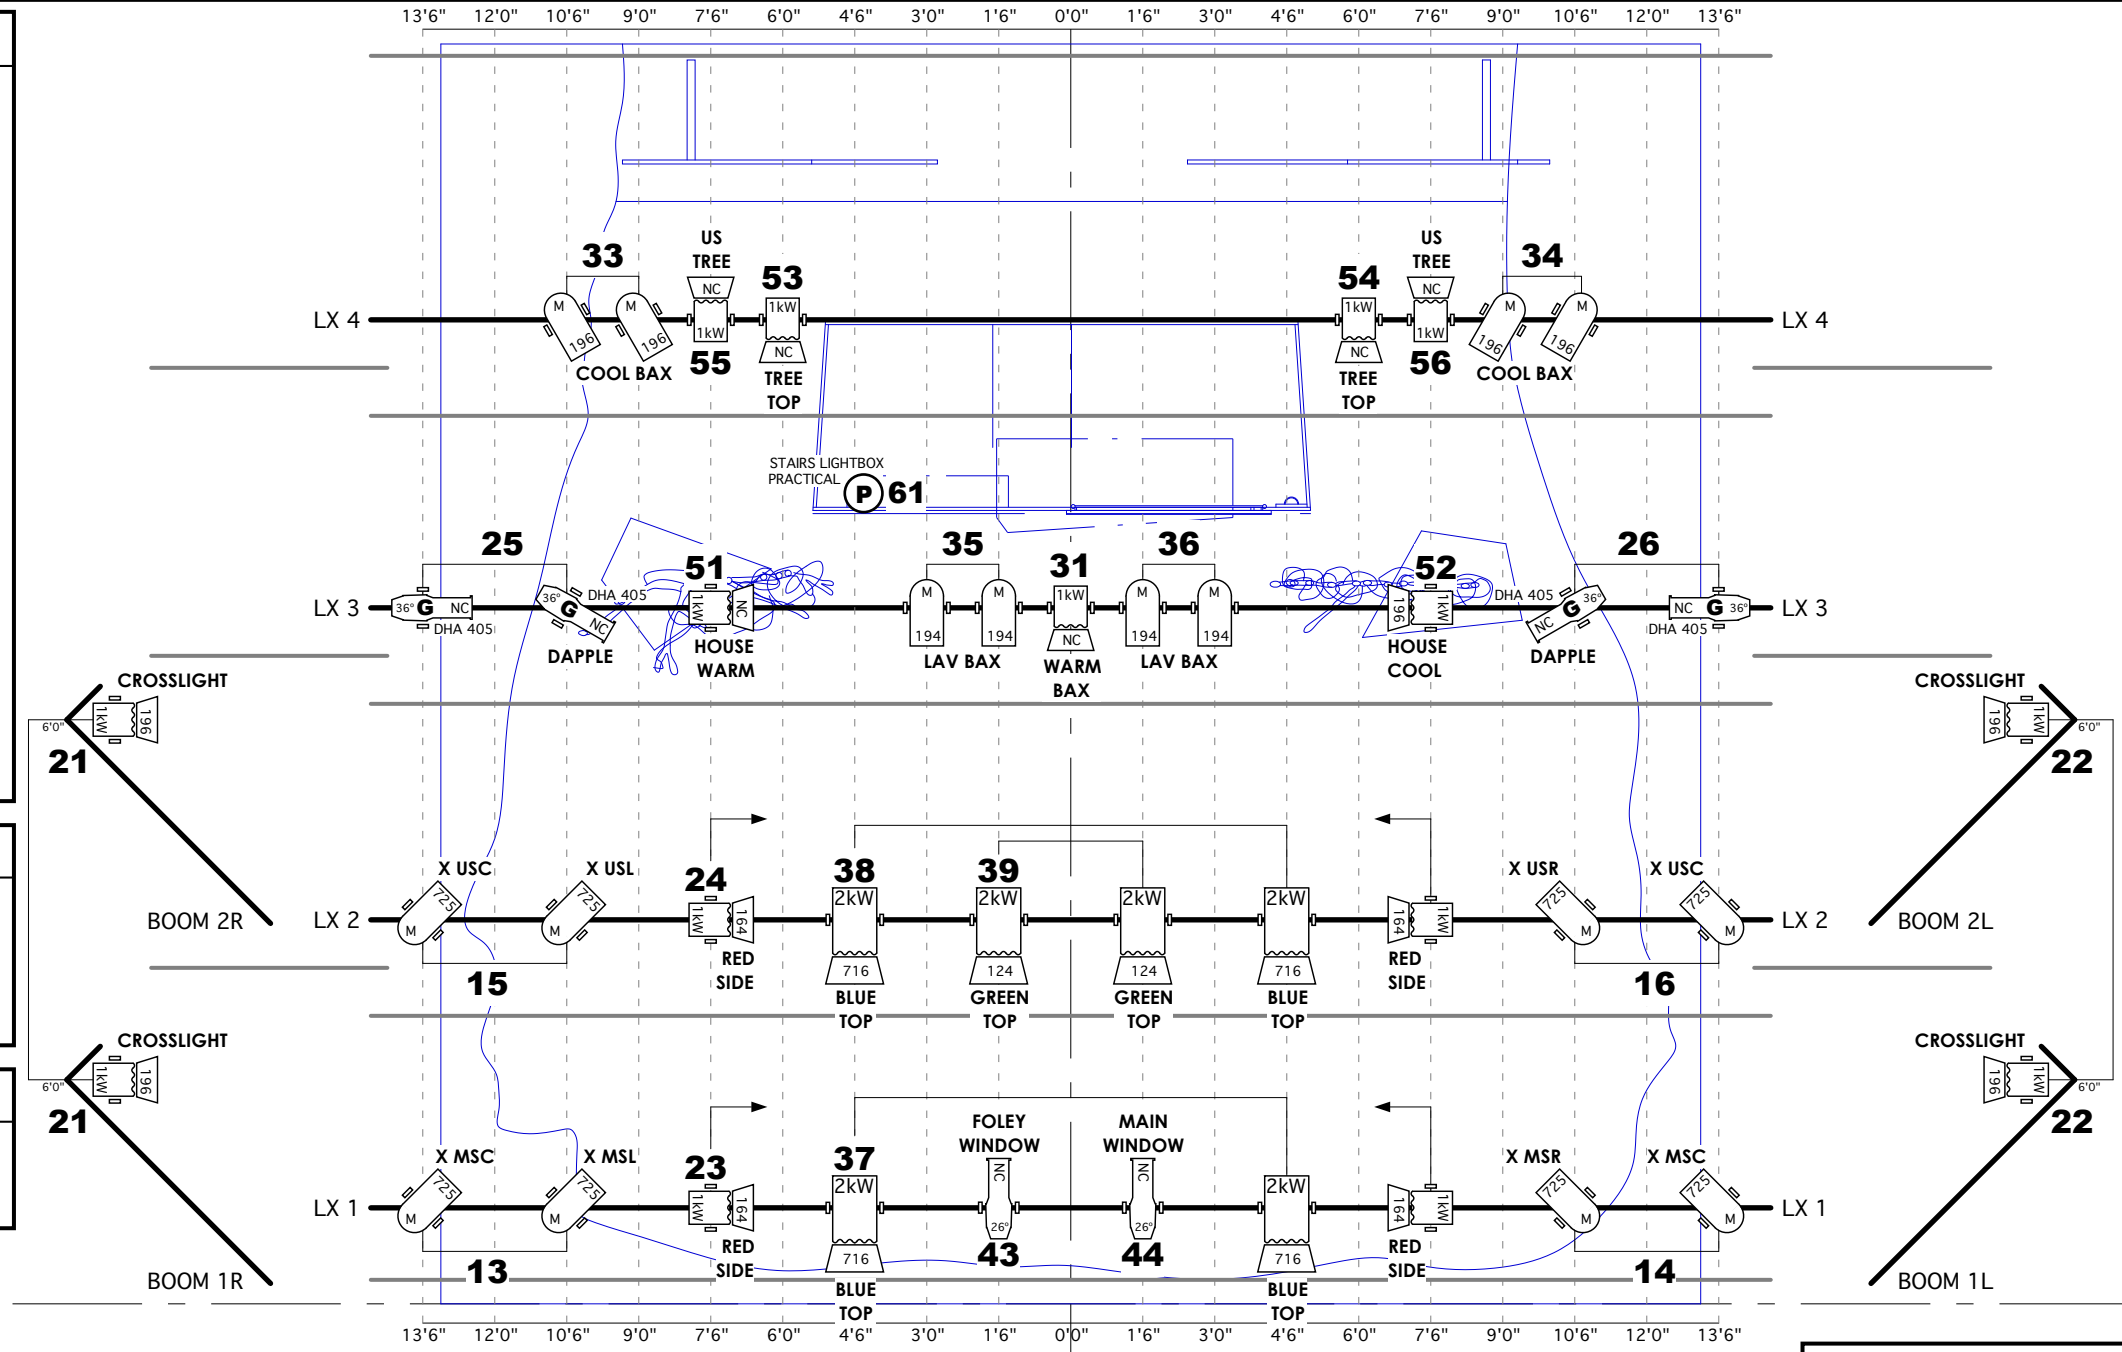 13'6" 12'0" 10'6" 9'0" 7'6" 6'0" 4'6" 3'0" 1'6" 0'0" 1'6" 3'0" 4'6" 6'0" 7'6" 9'0" 10'6" 12'0" 13'6"
US
TREE
US
TREE
33 53 54 34
M M NC 1kW 1kW NC M M
LX 4 LX 4
196 196 1kW NC NC 1kW 196 196
COOL BAX 55 56 COOL BAX
TREE
TOP
TREE
TOP
STAIRS LIGHTBOX
PRACTICAL P 61
25 51 35 31 36 52 26
LX 3 36° G NC 36° G NC DHA 405 1kW NC M M 1kW M M 196 1kW DHA 405 NC G 36° NC G 36° LX 3
DHA 405 194 194 NC 194 194 DHA 405
DAPPLE
HOUSE
WARM
LAV BAX
WARM
BAX
LAV BAX
HOUSE
COOL
DAPPLE
CROSSLIGHT CROSSLIGHT
6'0" 1kW 196 196 1kW 6'0"
21 22
X USC X USL 24 38 39 X USR X USC
725 725 2kW 2kW 2kW 2kW 725 725
BOOM 2R LX 2 M M 1kW 164 164 1kW M M LX 2 BOOM 2L
716 124 124 716
15 16
RED
SIDE
BLUE
TOP
GREEN
TOP
GREEN
TOP
BLUE
TOP
RED
SIDE
CROSSLIGHT CROSSLIGHT
6'0" 1kW 196 196 1kW 6'0"
21 22
FOLEY
WINDOW
MAIN
WINDOW
X MSC X MSL 23 37 X MSR X MSC
725 725 2kW NC NC 2kW 725 725
LX 1 M M 1kW 164 26° 26° 164 1kW M M LX 1
716 43 44 716
13 14
RED
SIDE
RED
SIDE
BOOM 1R BOOM 1L
BLUE
TOP
BLUE
TOP
13'6" 12'0" 10'6" 9'0" 7'6" 6'0" 4'6" 3'0" 1'6" 0'0" 1'6" 3'0" 4'6" 6'0" 7'6" 9'0" 10'6" 12'0" 13'6"